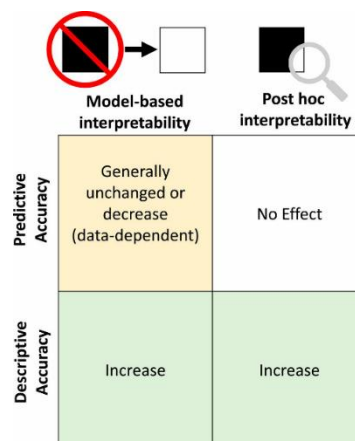 Model-based
interpretability
Post hoc
interpretability
Predictive
Accuracy
Generally
unchanged or
decrease
(data-dependent)
No Effect
Descriptive
Accuracy
Increase
Increase